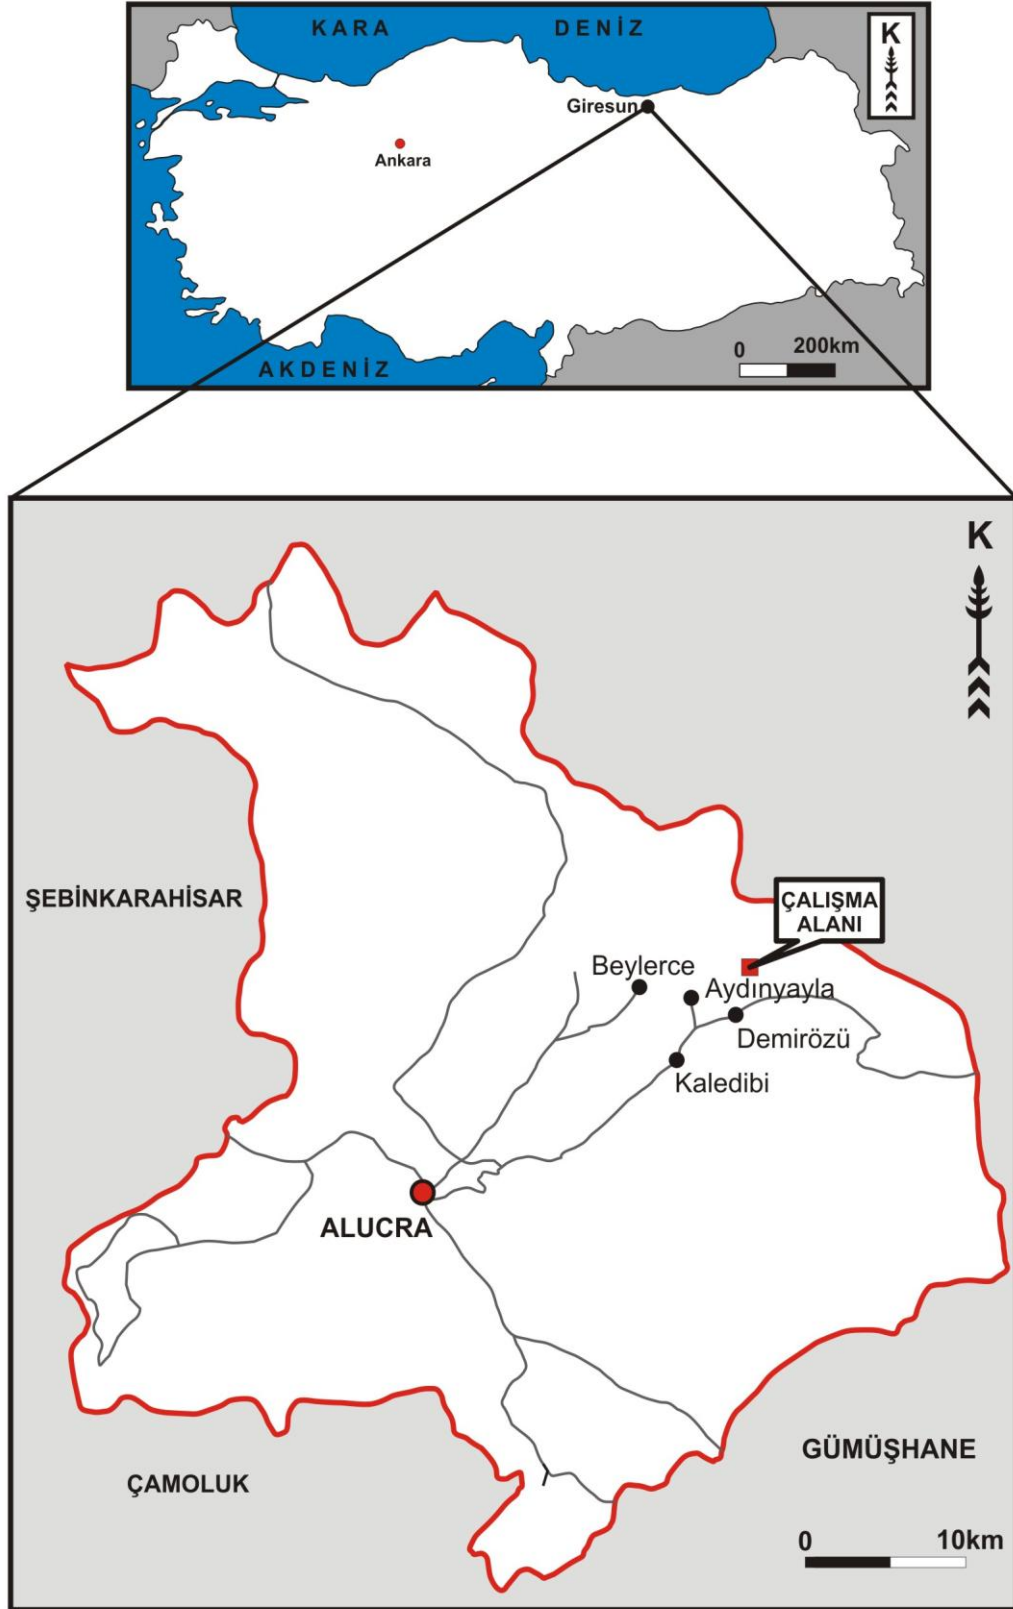 KARA DENİZ
K
Giresun
Ankara
0 200km
AKDENİZ
K
ŞEBİNKARAHİSAR
ÇALIŞMA
ALANI
Beylerce
Aydınyayla
Demirözü
Kaledibi
ALUCRA
GÜMÜŞHANE
ÇAMOLUK
0 10km